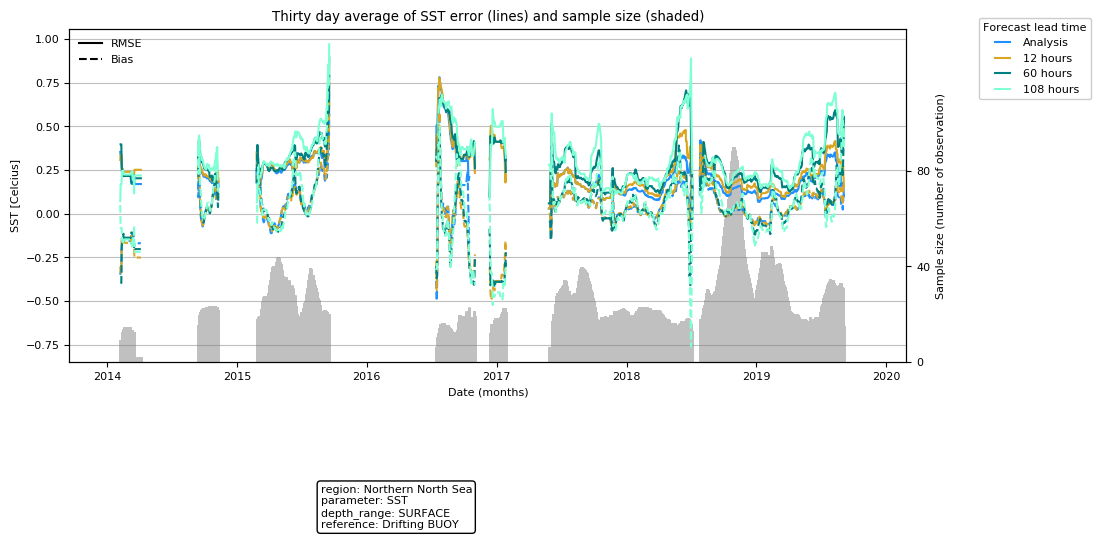 Thirty day average of SST error (lines) and sample size (shaded)
Forecast lead time
Analysis
12 hours
60 hours
108 hours
RMSE
Bias
1.00
0.75
0.50
0.25
0.00
−0.25
−0.50
−0.75
SST [Celcius]
80
40
0
Sample size (number of observation)
2014
2015
2016
2017
2018
2019
2020
Date (months)
region: Northern North Sea
parameter: SST
depth_range: SURFACE
reference: Drifting BUOY